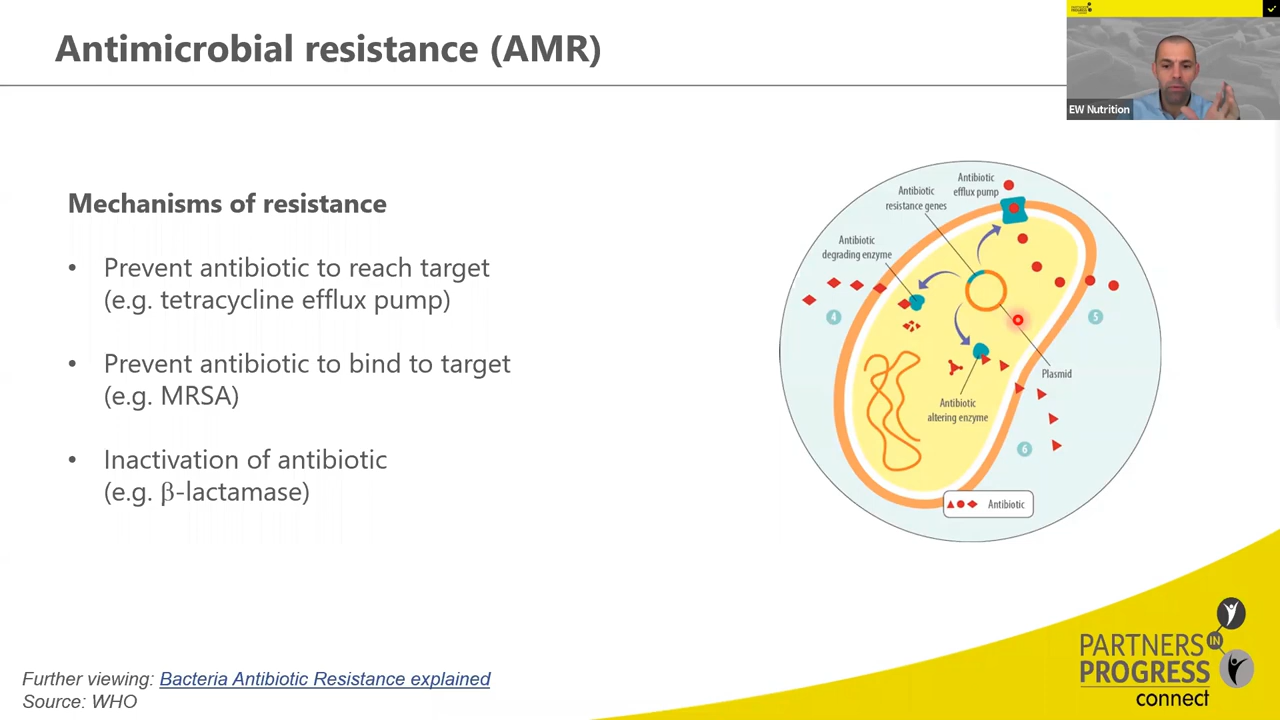 Antimicrobial resistance (AMR)
EW Nutrition
Mechanisms of resistance
• Prevent antibiotic to reach target
(e.g. tetracycline efflux pump)
• Prevent antibiotic to bind to target
(e.g. MRSA)
• Inactivation of antibiotic
(e.g. β-lactamase)
Antibiotic
efflux pump
Antibiotic
resistance genes
Antibiotic
degrading enzyme
4
5
Plasmid
Antibiotic
altering enzyme
6
Antibiotic
Further viewing: Bacteria Antibiotic Resistance explained
Source: WHO
PARTNERS
IN
PROGRESS
connect